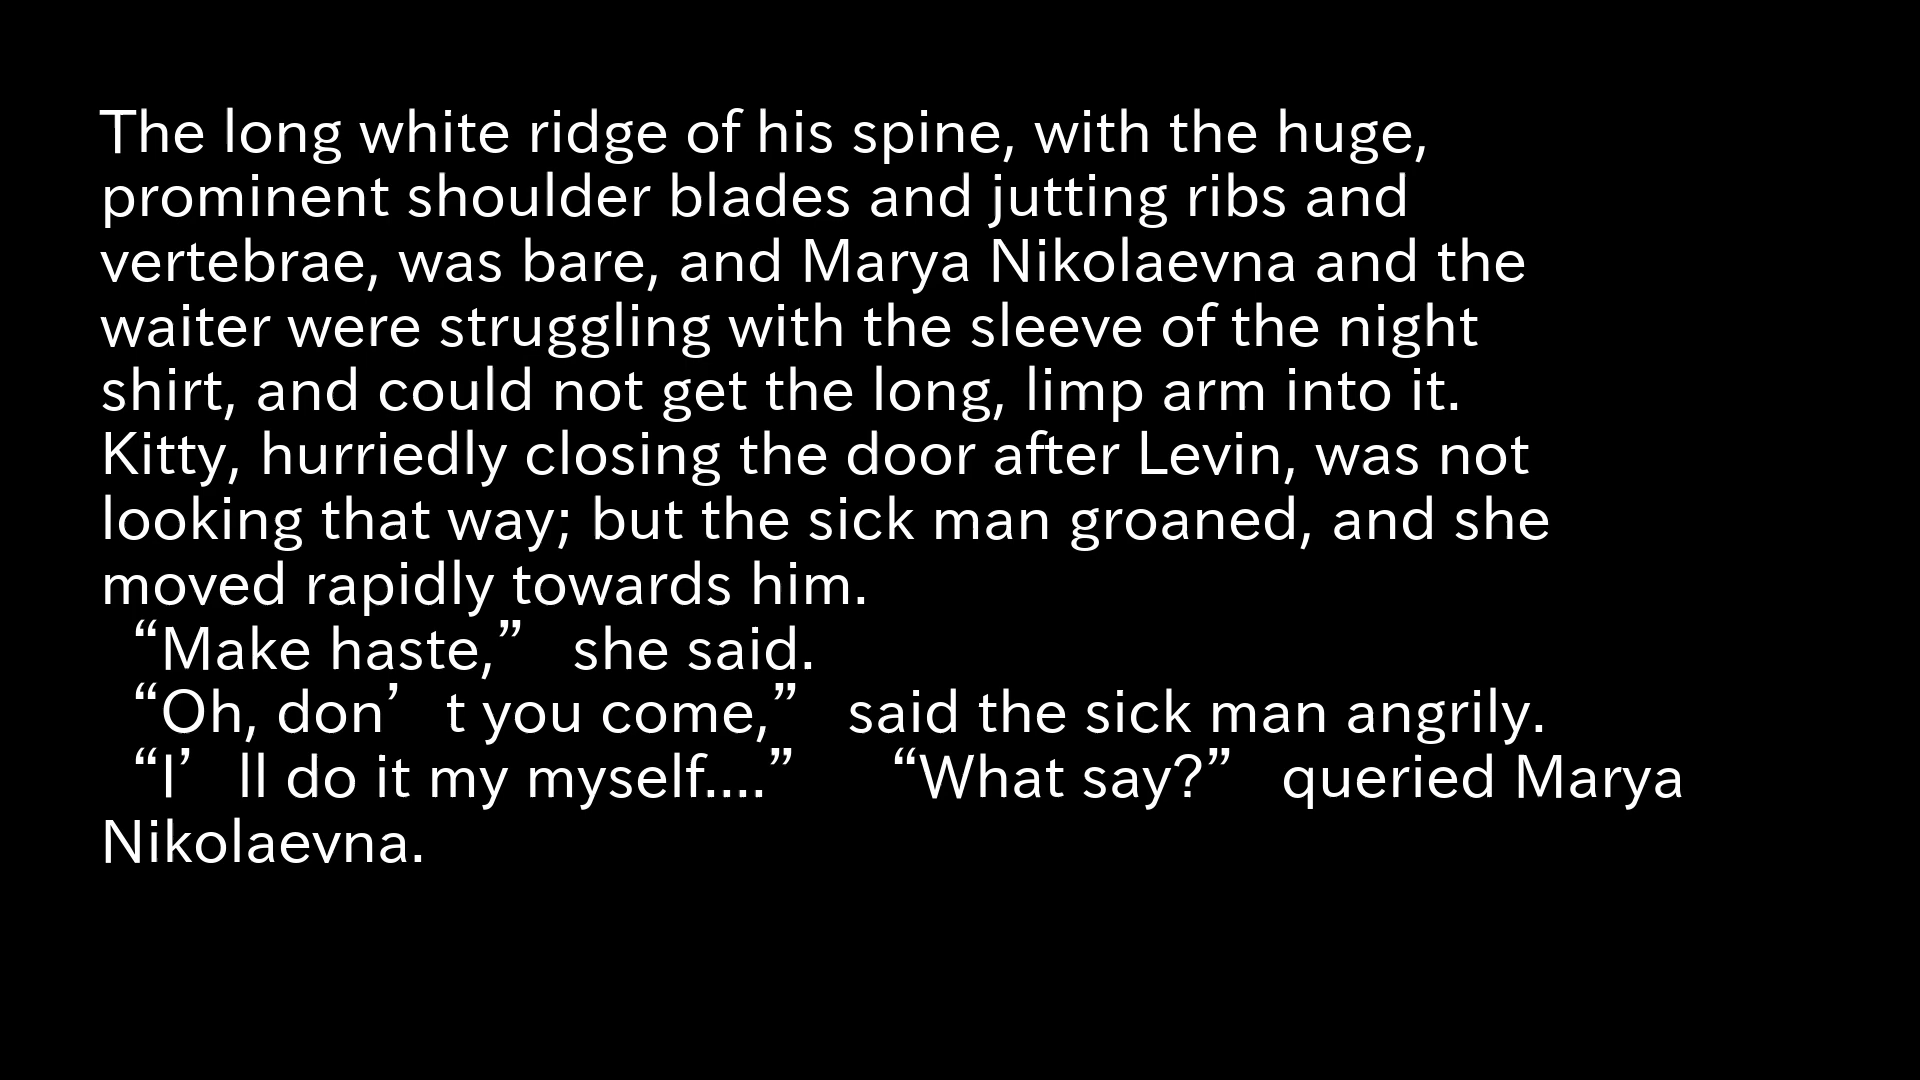 The long white ridge of his spine, with the huge,
prominent shoulder blades and jutting ribs and
vertebrae, was bare, and Marya Nikolaevna and the
waiter were struggling with the sleeve of the night
shirt, and could not get the long, limp arm into it.
Kitty, hurriedly closing the door after Levin, was not
looking that way; but the sick man groaned, and she
moved rapidly towards him.
“Make haste,” she said.
“Oh, don’t you come,” said the sick man angrily.
“I’ll do it my myself....” “What say?” queried Marya
Nikolaevna.